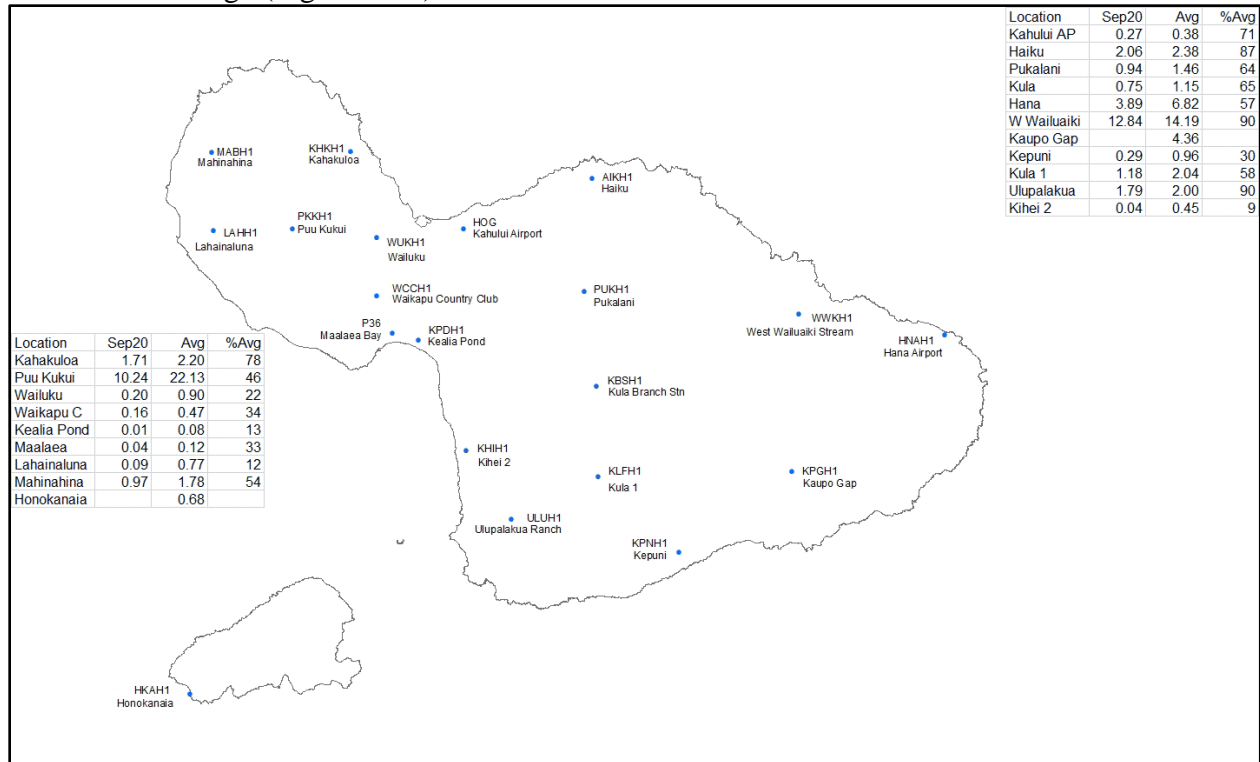 Location Sep20 Avg %Avg
Kahului AP 0.27 0.38 71
Haiku 2.06 2.38 87
Pukalani 0.94 1.46 64
Kula 0.75 1.15 65
Hana 3.89 6.82 57
W Wailuaiki 12.84 14.19 90
Kaupo Gap 4.36
Kepuni 0.29 0.96 30
Kula 1 1.18 2.04 58
Ulupalakua 1.79 2.00 90
Kihei 2 0.04 0.45 9
MABH1
Mahinahina
KHKH1
Kahakuloa
AIKH1
Haiku
PKKH1
Puu Kukui
LAHH1
Lahainaluna
WUKH1
Wailuku
HOG
Kahului Airport
WCCH1
Waikapu Country Club
PUKH1
Pukalani
P36
Maalaea Bay
KPDH1
Kealia Pond
WWKH1
West Wailuaiki Stream
HNAH1
Hana Airport
Location Sep20 Avg %Avg
Kahakuloa 1.71 2.20 78
Puu Kukui 10.24 22.13 46
Wailuku 0.20 0.90 22
Waikapu C 0.16 0.47 34
Kealia Pond 0.01 0.08 13
Maalaea 0.04 0.12 33
Lahainaluna 0.09 0.77 12
Mahinahina 0.97 1.78 54
Honokanaia 0.68
KBSH1
Kula Branch Stn
KHIH1
Kihei 2
KLFH1
Kula 1
KPGH1
Kaupo Gap
ULUH1
Ulupalakua Ranch
KPNH1
Kepuni
HKAH1
Honokanaia